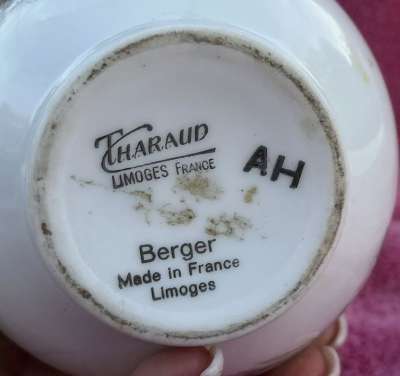 THARAUD
LIMOGES FRANCE
AH
Berger
Made in France
Limoges